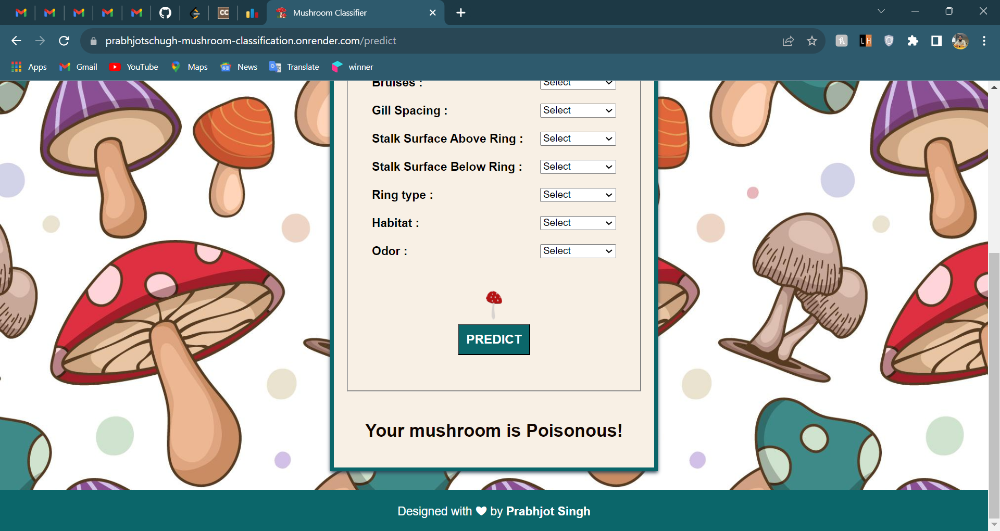 Mushroom Classifier
prabhjotschugh-mushroom-classification.onrender.com/predict
Apps Gmail YouTube Maps News Translate winner
Bruises : Select
Gill Spacing : Select
Stalk Surface Above Ring : Select
Stalk Surface Below Ring : Select
Ring type : Select
Habitat : Select
Odor : Select
PREDICT
Your mushroom is Poisonous!
Designed with ♥ by Prabhjot Singh